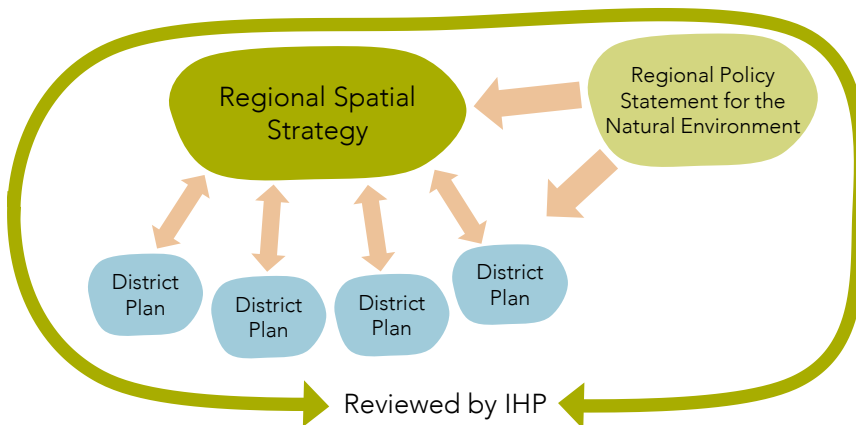 Regional Spatial
Strategy
Regional Policy
Statement for the
Natural Environment
District
Plan
District
Plan
District
Plan
District
Plan
Reviewed by IHP